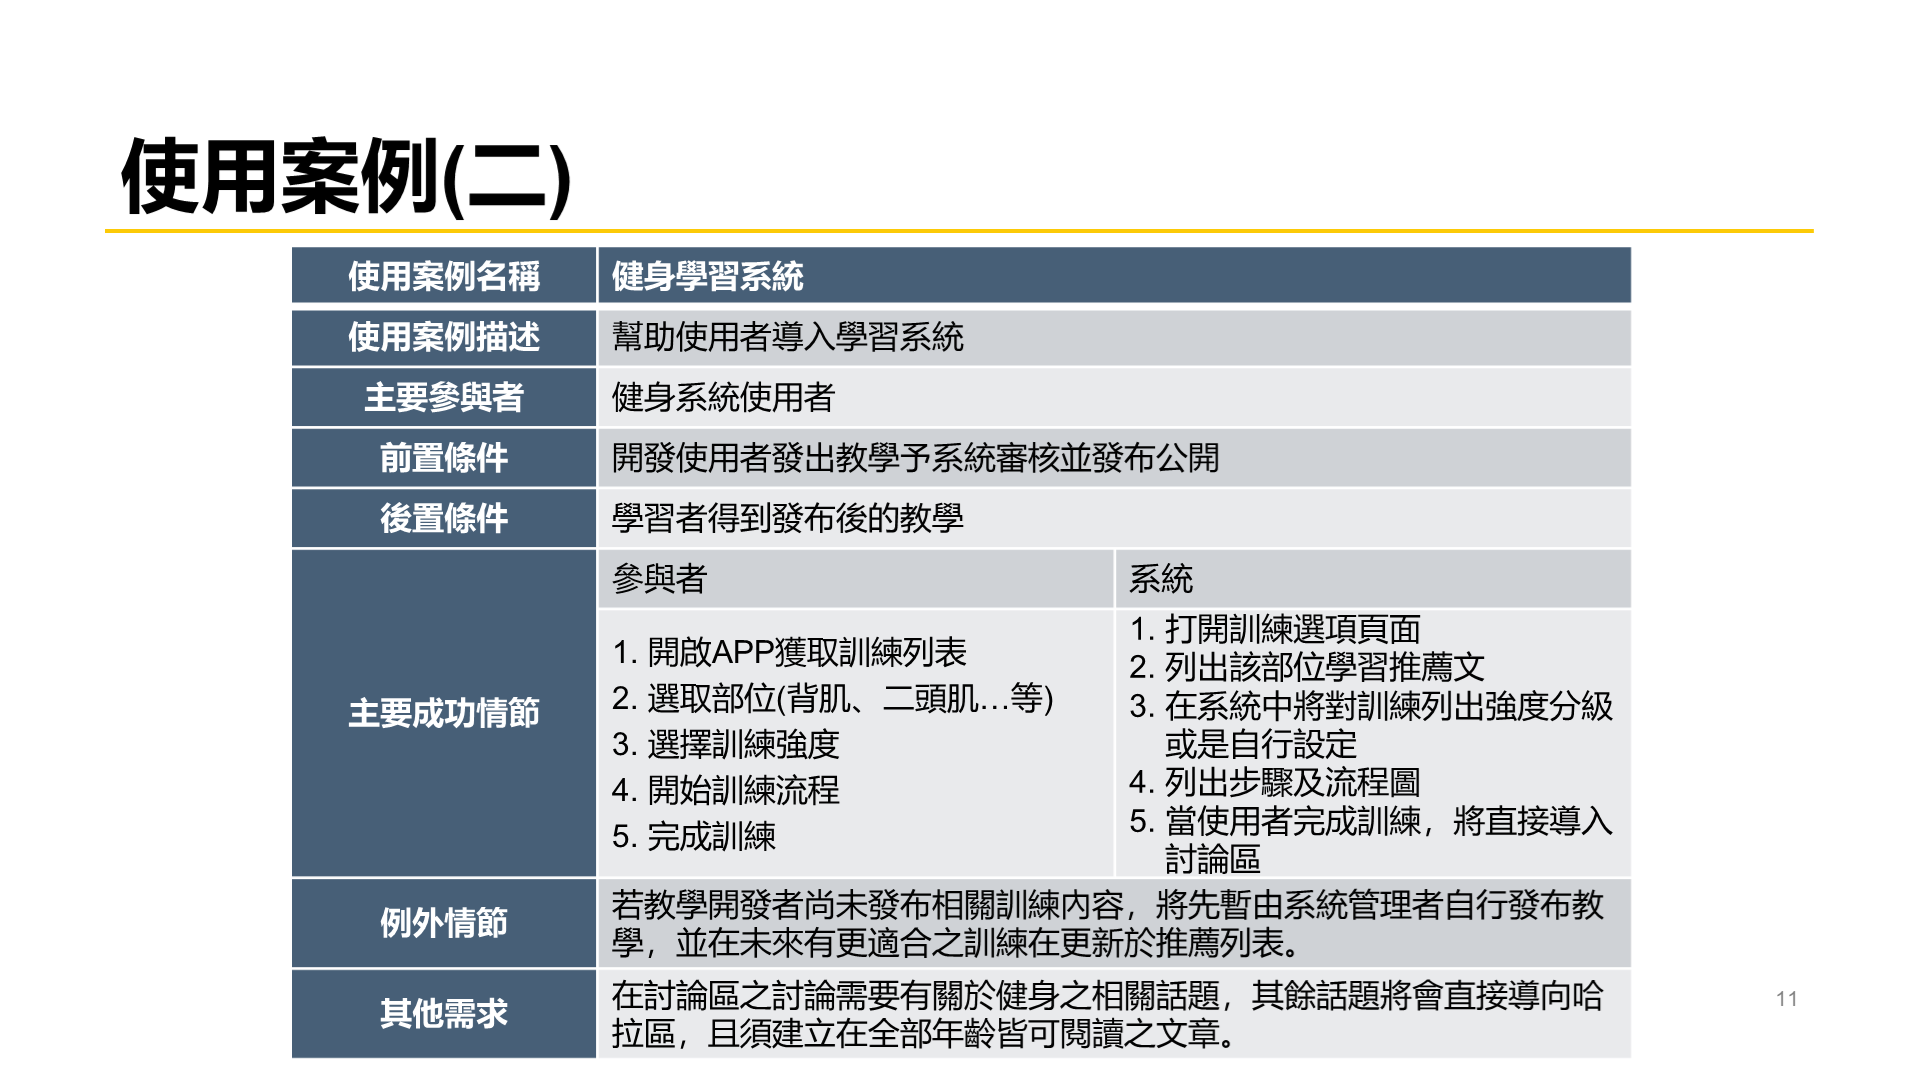 使用案例(二)
使用案例名稱 健身學習系統
使用案例描述 幫助使用者導入學習系統
主要參與者 健身系統使用者
前置條件 開發使用者發出教學予系統審核並發布公開
後置條件 學習者得到發布後的教學
主要成功情節
參與者
1. 開啟APP獲取訓練列表
2. 選取部位(背肌、二頭肌…等)
3. 選擇訓練強度
4. 開始訓練流程
5. 完成訓練
系統
1. 打開訓練選項頁面
2. 列出該部位學習推薦文
3. 在系統中將對訓練列出強度分級
或是自行設定
4. 列出步驟及流程圖
5. 當使用者完成訓練，將直接導入
討論區
例外情節
若教學開發者尚未發布相關訓練內容，將先暫由系統管理者自行發布教
學，並在未來有更適合之訓練在更新於推薦列表。
其他需求
在討論區之討論需要有關於健身之相關話題，其餘話題將會直接導向哈
拉區，且須建立在全部年齡皆可閱讀之文章。
11